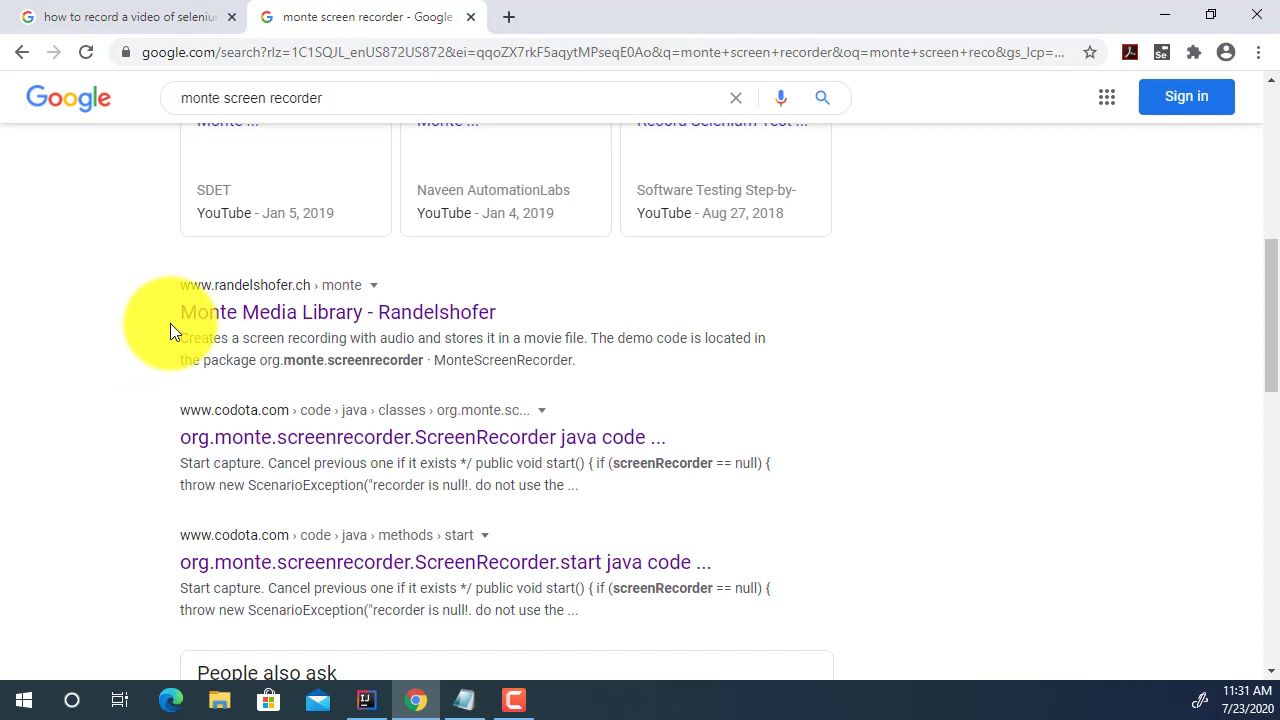 how to record a video of seleniu
monte screen recorder - Google
google.com/search?rlz=1C1SQJL_enUS872US872&ei=qqoZX7rkF5aqytMPseqE0Ao&q=monte+screen+recorder&oq=monte+screen+reco&gs_lcp=...
Google
monte screen recorder
Sign in
Monte ...
Monte ...
Record Selenium Test ...
SDET
Naveen AutomationLabs
Software Testing Step-by-
YouTube - Jan 5, 2019
YouTube - Jan 4, 2019
YouTube - Aug 27, 2018
www.randelshofer.ch › monte
Monte Media Library - Randelshofer
Creates a screen recording with audio and stores it in a movie file. The demo code is located in
the package org.monte.screenrecorder · MonteScreenRecorder.
www.codota.com › code › java › classes › org.monte.sc...
org.monte.screenrecorder.ScreenRecorder java code ...
Start capture. Cancel previous one if it exists */ public void start() { if (screenRecorder == null) {
throw new ScenarioException("recorder is null!. do not use the ...
www.codota.com › code › java › methods › start
org.monte.screenrecorder.ScreenRecorder.start java code ...
Start capture. Cancel previous one if it exists */ public void start() { if (screenRecorder == null) {
throw new ScenarioException("recorder is null!. do not use the ...
People also ask
11:31 AM
7/23/2020